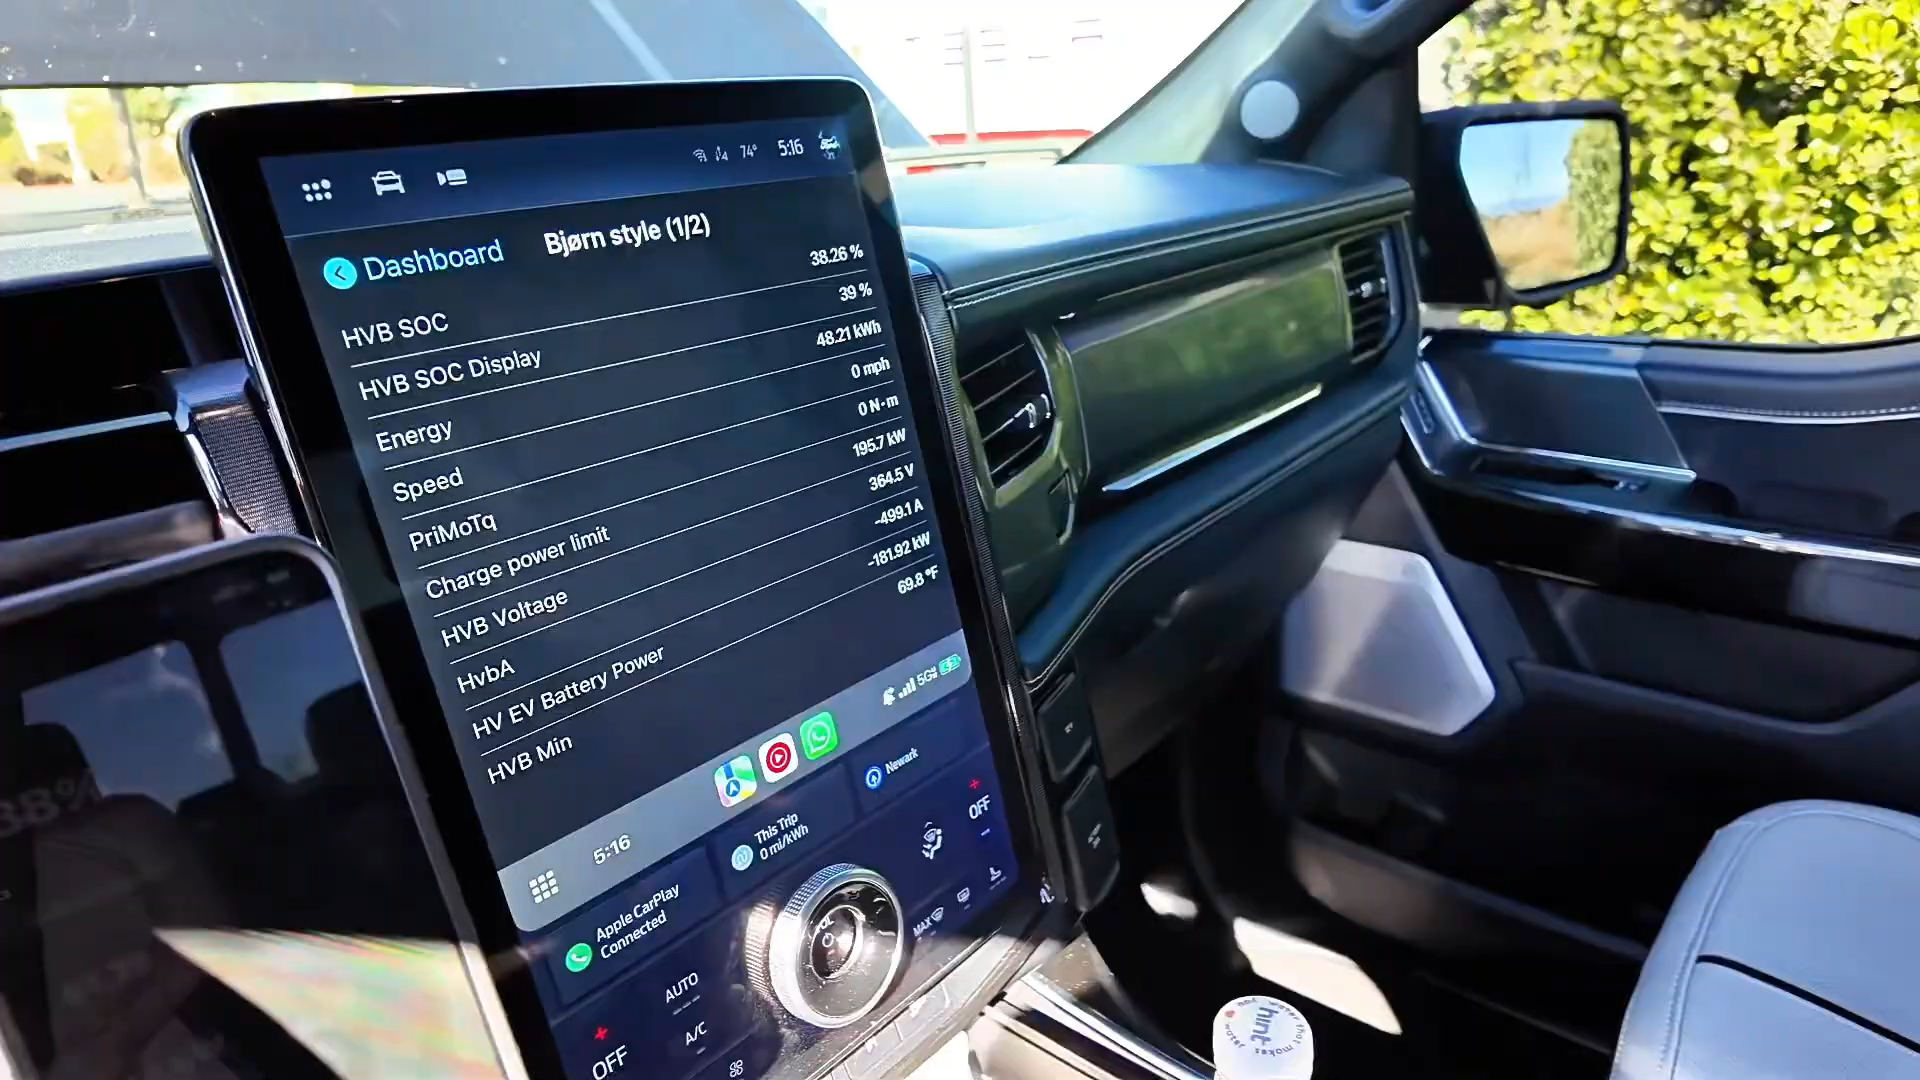 74° 5:16
Dashboard Bjørn style (1/2)
HVB SOC 38.26 %
HVB SOC Display 39 %
Energy 48.21 kWh
Speed 0 mph
PriMoTq 0 N-m
Charge power limit 195.7 kW
HVB Voltage 364.5 V
HvbA -499.1 A
HV EV Battery Power -181.92 kW
HVB Min 69.8 °F
5G
5:16
Apple CarPlay
Connected
This Trip
0 mi/kWh
Newark
OFF
AUTO
A/C
OFF
MAX
38%
hint
water